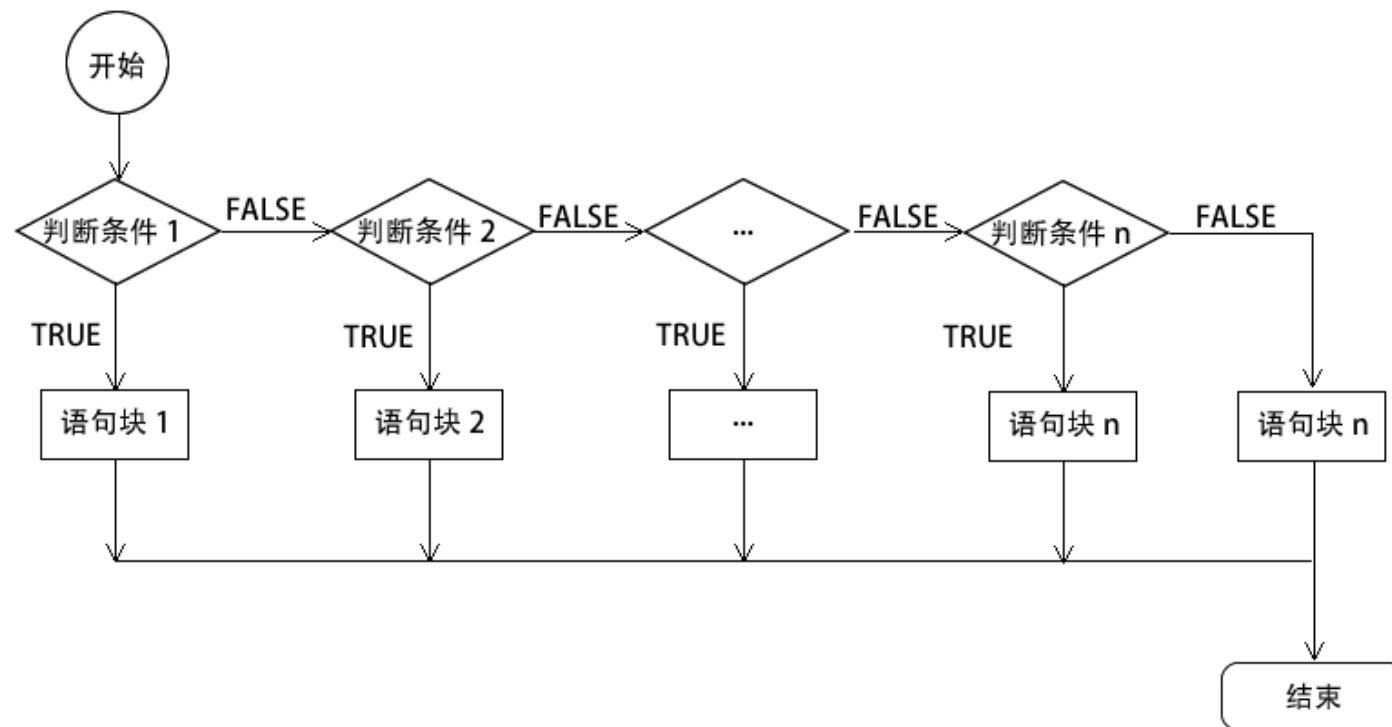 开始
判断条件 1
FALSE
判断条件 2
FALSE
...
FALSE
判断条件 n
FALSE
TRUE
TRUE
TRUE
TRUE
语句块 1
语句块 2
...
语句块 n
语句块 n
结束